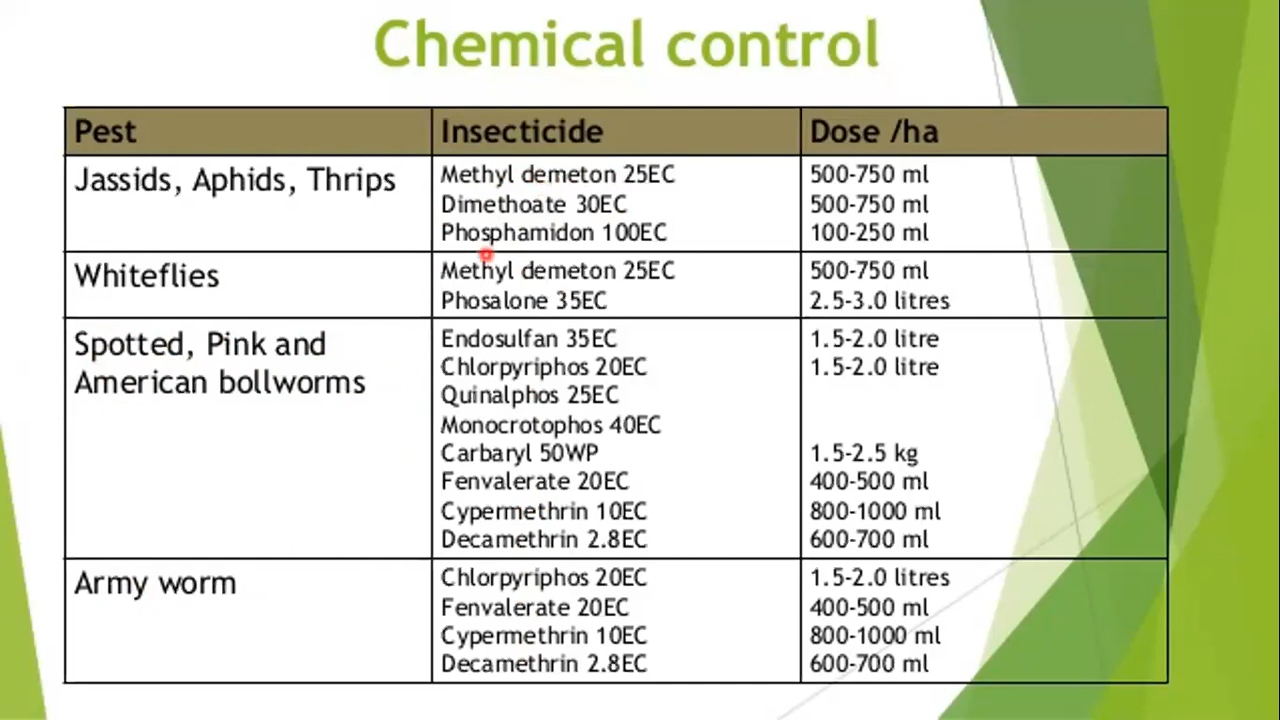 Chemical control
Pest Insecticide Dose /ha
Jassids, Aphids, Thrips
Methyl demeton 25EC 500-750 ml
Dimethoate 30EC 500-750 ml
Phosphamidon 100EC 100-250 ml
Whiteflies
Methyl demeton 25EC 500-750 ml
Phosalone 35EC 2.5-3.0 litres
Spotted, Pink and
American bollworms
Endosulfan 35EC 1.5-2.0 litre
Chlorpyriphos 20EC 1.5-2.0 litre
Quinalphos 25EC
Monocrotophos 40EC
Carbaryl 50WP 1.5-2.5 kg
Fenvalerate 20EC 400-500 ml
Cypermethrin 10EC 800-1000 ml
Decamethrin 2.8EC 600-700 ml
Army worm
Chlorpyriphos 20EC 1.5-2.0 litres
Fenvalerate 20EC 400-500 ml
Cypermethrin 10EC 800-1000 ml
Decamethrin 2.8EC 600-700 ml